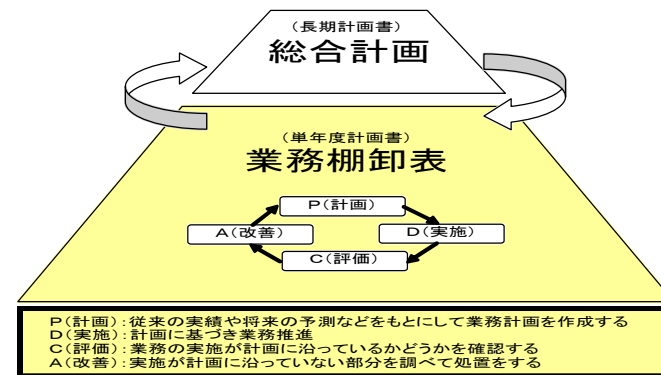 (長期計画書)
総合計画
(単年度計画書)
業務棚卸表
P(計画)
A(改善)
D(実施)
C(評価)
P(計画):従来の実績や将来の予測などをもとにして業務計画を作成する
D(実施):計画に基づき業務推進
C(評価):業務の実施が計画に沿っているかどうかを確認する
A(改善):実施が計画に沿っていない部分を調べて処置をする